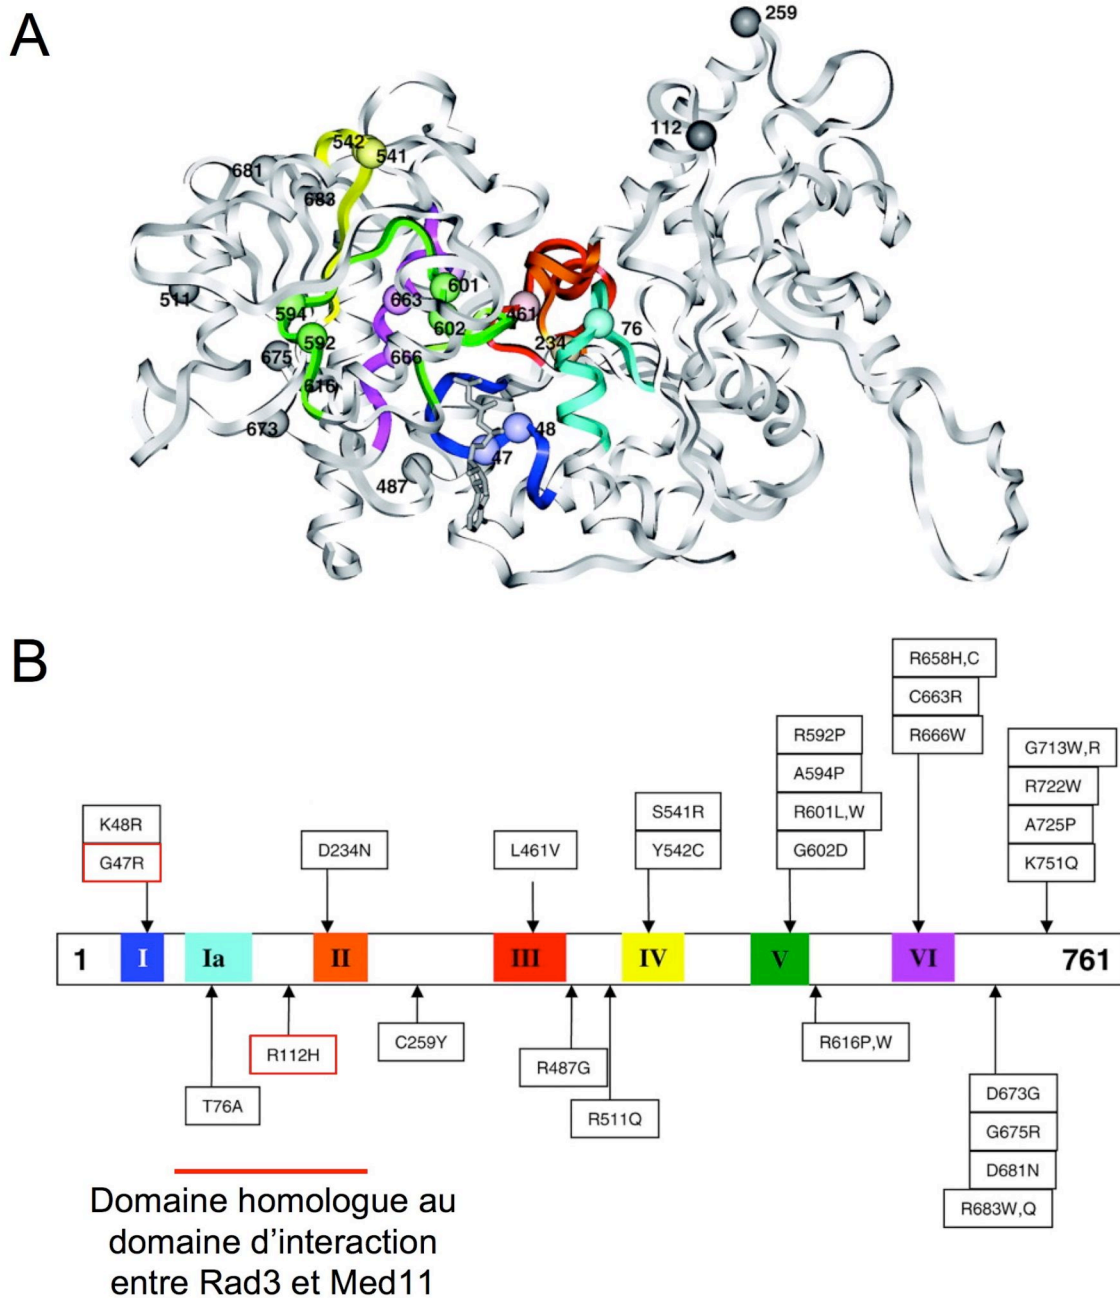 A
259
112
542
541
681
683
511
594
592
675
616
673
663
666
601
602
461
234
76
48
47
487
B
R658H,C
C663R
R666W
R592P
A594P
R601L,W
G602D
G713W,R
R722W
A725P
K751Q
K48R
G47R
D234N
L461V
S541R
Y542C
1
I
Ia
II
III
IV
V
VI
761
R112H
C259Y
R487G
R616P,W
T76A
R511Q
D673G
G675R
D681N
R683W,Q
Domaine homologue au
domaine d'interaction
entre Rad3 et Med11